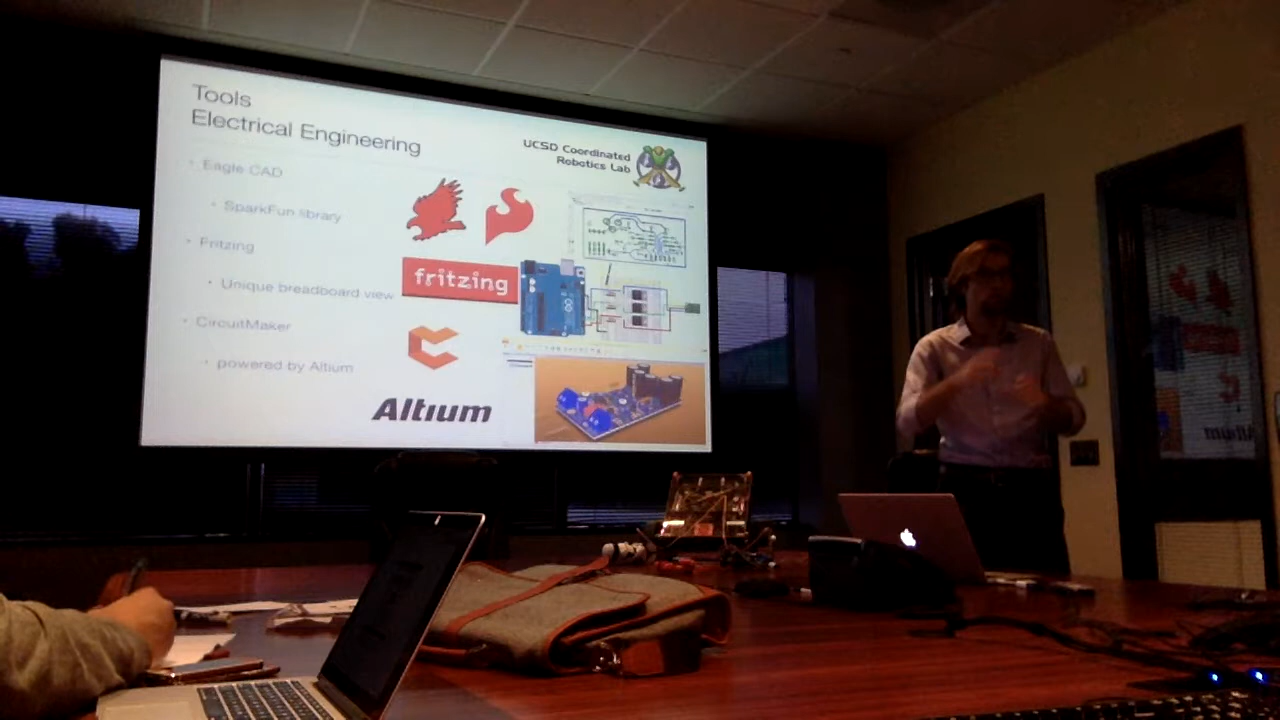 Tools
Electrical Engineering
UCSD Coordinated
Robotics Lab
Eagle CAD
SparkFun library
Fritzing
fritzing
Unique breadboard view
CircuitMaker
powered by Altium
Altium